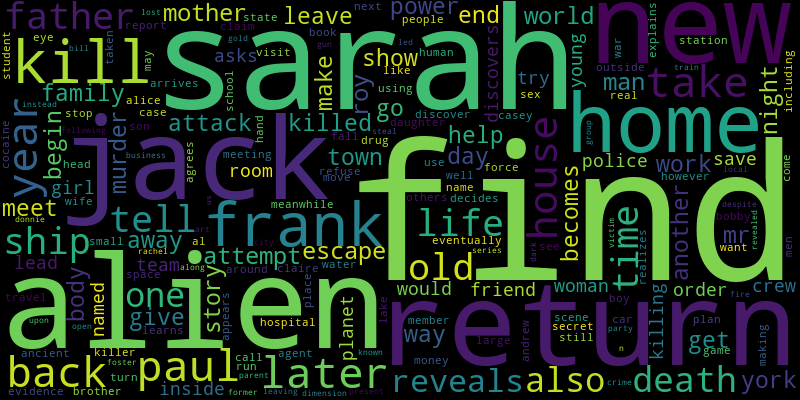 father
lost
state
mother
leave
power
people
next
end
world
new
explains
student
kill
eye
bill
taken
report
claim
gold
book
gun
led
human
station
war
family
may
arrives
asks
visit
show
like
using
discovers
young
man
outside
real
take
night
including
sarah
school
make
roy
go
try
sex
cocaine
year
begin
stop
alice
case
following
son
murder
attack
killed
fall
daughter
discover
casey
steal
help
home
group
girl
head
wife
jack
agrees
hand
drug
business
instead
room
meeting
refuse
move
town
day
use
well
name
force
house
police
work
save
however
local
come
meet
donnie
tell
rachel
us
art
frank
meanwhile
life
others
decides
find
see
dark
becomes
time
realizes
another
mr
bobby
want
despite
victim
revealed
men
ship
small
away
al
city
attempt
escape
eventually
series
old
woman
lead
body
team
space
along
around
claire
water
place
would
friend
order
killing
crew
travel
upon
alien
named
one
give
learns
story
appears
hospital
planet
lake
return
boy
car
party
plan
fire
open
ancient
killer
foster
turn
call
run
parent
agent
known
way
member
money
large
andrew
scene
secret
still
n
get
game
making
back
evidence
brother
paul
inside
former
leaving
dimension
later
present
reveals
also
death
crime
train
york